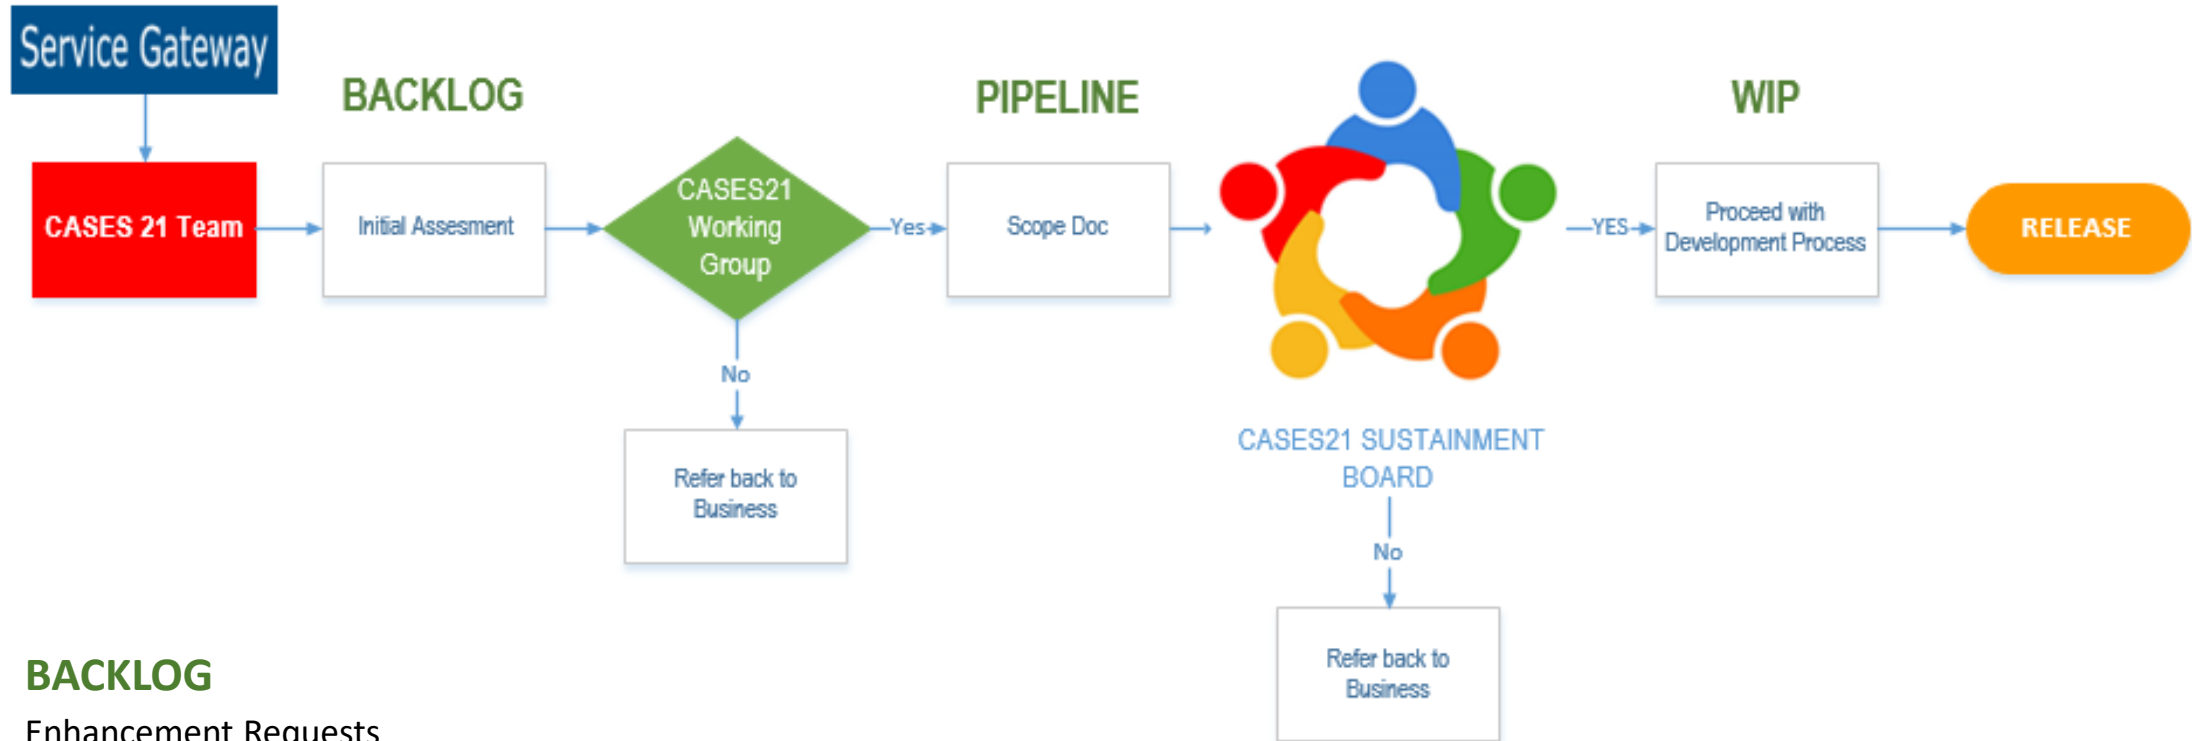 Service Gateway
BACKLOG
PIPELINE
WIP
CASES 21 Team
Initial Assesment
CASES21
Working
Group
Yes
Scope Doc
YES
Proceed with
Development Process
RELEASE
No
Refer back to
Business
CASES21 SUSTAINMENT
BOARD
No
Refer back to
Business
BACKLOG
Enhancement Requests